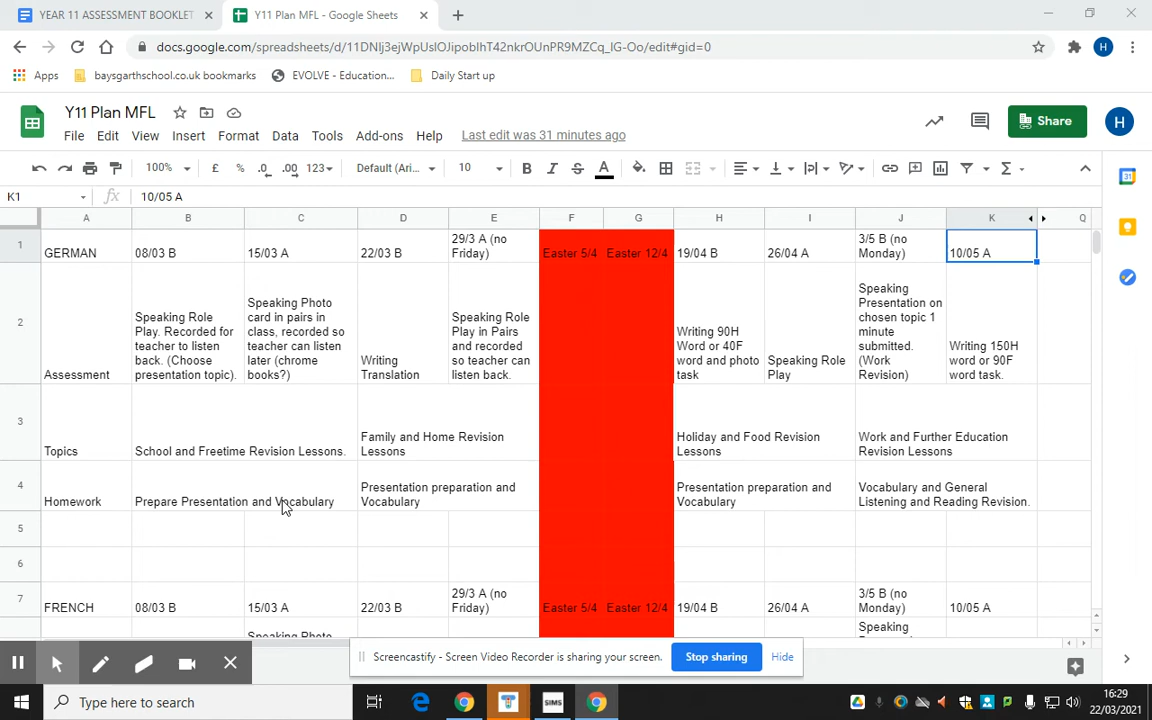 YEAR 11 ASSESSMENT BOOKLET
Y11 Plan MFL - Google Sheets
docs.google.com/spreadsheets/d/11DNIj3ejWpUslOJipobIhT42nkrOUnPR9MZCq_IG-Oo/edit#gid=0
H
Apps
baysgarthschool.co.uk bookmarks
EVOLVE - Education...
Daily Start up
Y11 Plan MFL
File Edit View Insert Format Data Tools Add-ons Help Last edit was 31 minutes ago
Share
H
100% £ % .0 .00 123 Default (Ari... 10 B I S A
K1 fx 10/05 A
A B C D E F G H I J K Q
1 GERMAN 08/03 B 15/03 A 22/03 B 29/3 A (no Friday) Easter 5/4 Easter 12/4 19/04 B 26/04 A 3/5 B (no Monday) 10/05 A
2
Assessment
Speaking Role
Play. Recorded for
teacher to listen
back. (Choose
presentation topic).
Speaking Photo
card in pairs in
class, recorded so
teacher can listen
later (chrome
books?)
Writing
Translation
Speaking Role
Play in Pairs
and recorded
so teacher can
listen back.
Writing 90H
Word or 40F
word and photo
task
Speaking Role
Play
Speaking
Presentation on
chosen topic 1
minute
submitted.
(Work
Revision)
Writing 150H
word or 90F
word task.
3
Topics
School and Freetime Revision Lessons.
Family and Home Revision
Lessons
Holiday and Food Revision
Lessons
Work and Further Education
Revision Lessons
4
Homework
Prepare Presentation and Vocabulary
Presentation preparation and
Vocabulary
Presentation preparation and
Vocabulary
Vocabulary and General
Listening and Reading Revision.
5
6
7 FRENCH 08/03 B 15/03 A 22/03 B 29/3 A (no Friday) Easter 5/4 Easter 12/4 19/04 B 26/04 A 3/5 B (no Monday) 10/05 A
Speaking Photo
Speaking
Screencastify - Screen Video Recorder is sharing your screen.
Stop sharing
Hide
Type here to search
SIMS
16:29
22/03/2021